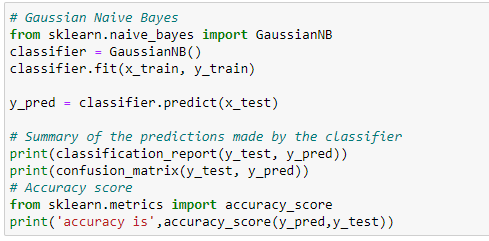 # Gaussian Naive Bayes
from sklearn.naive_bayes import GaussianNB
classifier = GaussianNB()
classifier.fit(x_train, y_train)
y_pred = classifier.predict(x_test)
# Summary of the predictions made by the classifier
print(classification_report(y_test, y_pred))
print(confusion_matrix(y_test, y_pred))
# Accuracy score
from sklearn.metrics import accuracy_score
print('accuracy is',accuracy_score(y_pred,y_test))